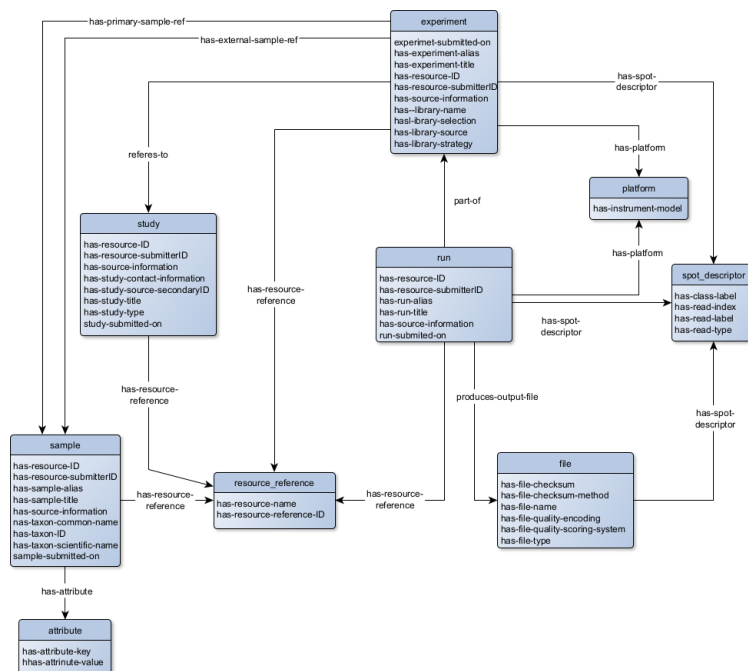 experiment
experimet-submitted-on
has-experiment-alias
has-experiment-title
has-resource-ID
has-resource-submitterID
has-source-information
has--library-name
hasl-ibrary-selection
has-library-source
has-library-strategy
has-primary-sample-ref
has-external-sample-ref
has-spot-
descriptor
referes-to
has-platform
platform
has-instrument-model
part-of
has-platform
study
has-resource-ID
has-resource-submitterID
has-source-information
has-study-contact-information
has-study-source-secondaryID
has-study-title
has-study-type
study-submitted-on
has-resource-
reference
run
has-resource-ID
has-resource-submitterID
has-run-alias
has-run-title
has-source-information
run-submited-on
spot_descriptor
has-class-label
has-read-index
has-read-label
has-read-type
has-spot-
descriptor
has-resource-
reference
produces-output-file
has-spot-
descriptor
sample
has-resource-ID
has-resource-submitterID
has-sample-alias
has-sample-title
has-source-information
nas-taxon-common-name
has-taxon-ID
has-taxon-scientific-name
sample-submitted-on
has-resource-
reference
resource_reference
has-resource-name
has-resource-reference-ID
has-resource-
reference
file
has-file-checksum
has-file-checksum-method
has-file-name
has-file-quality-encoding
has-file-quality-scoring-system
has-file-type
has-attribute
attribute
has-attribute-key
hhas-attrinute-value